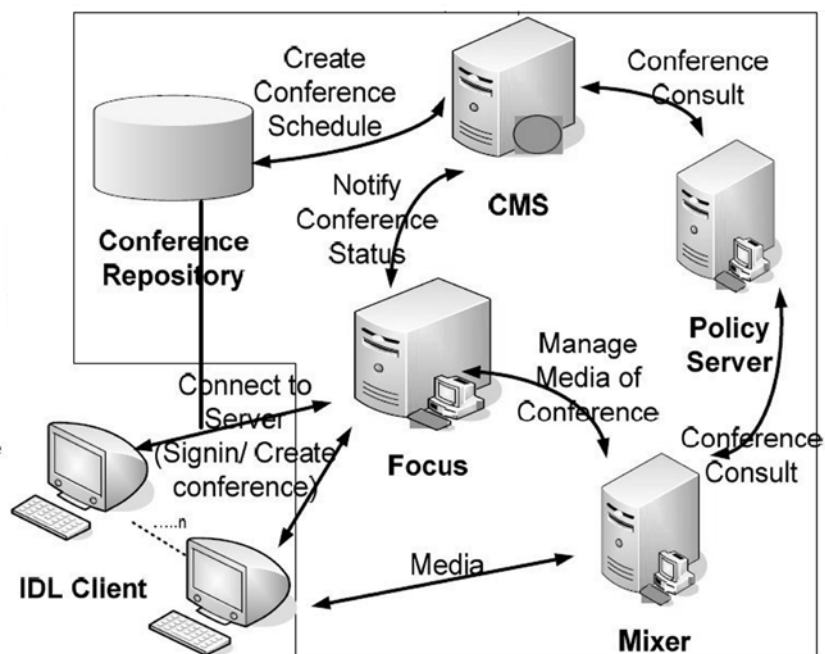 Create
Conference
Schedule
Conference
Consult
CMS
Notify
Conference
Status
Conference
Repository
Policy
Server
Manage
Media of
Conference
Connect to
Server
(Signin/ Create
conference)
Focus
Conference
Consult
.....n
IDL Client
Media
Mixer